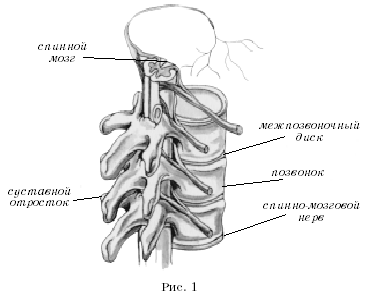 спинной
мозг
межпозвоночный
диск
позвонок
суставной
отросток
спинно-мозговой
нерв
Рис. 1